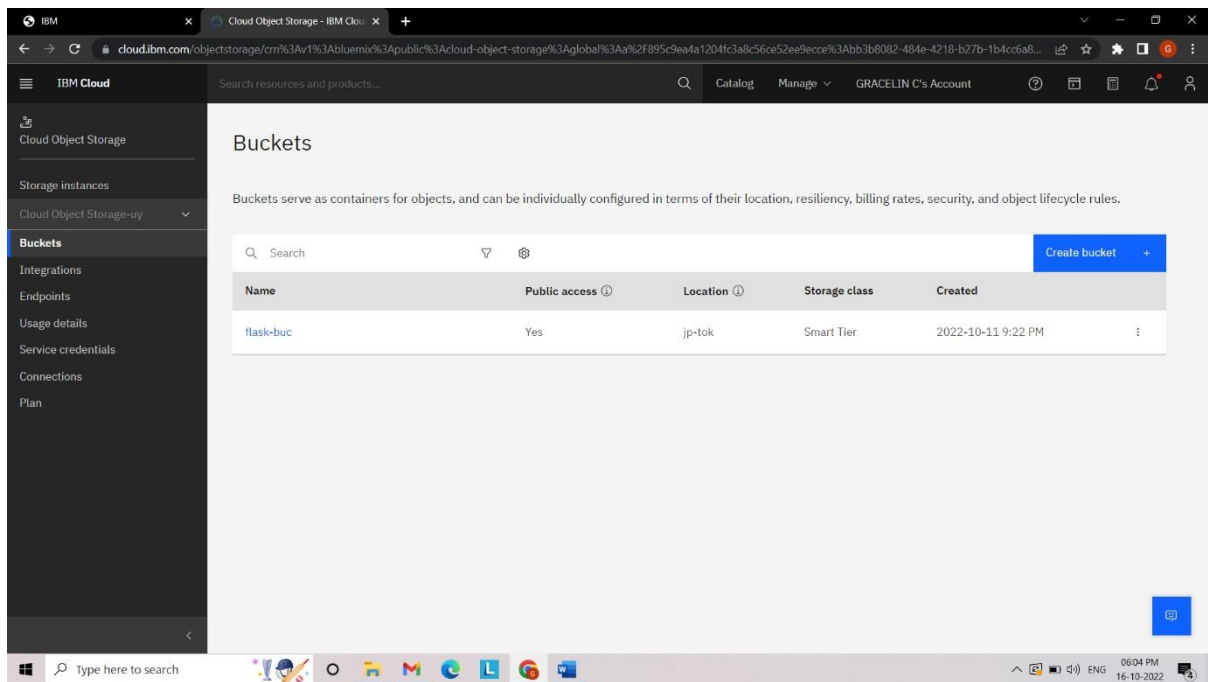 IBM
Cloud Object Storage - IBM Clou
cloud.ibm.com/objectstorage/crn%3Av1%3Abluemix%3Apublic%3Acloud-object-storage%3Aglobal%3Aa%2F895c9ea4a1204fc3a8c56ce52ee9ecce%3Abb3b8082-484e-4218-b27b-1b4cc6a8...
G
IBM Cloud
Search resources and products...
Catalog
Manage
GRACELIN C's Account
Cloud Object Storage
Storage instances
Cloud Object Storage-uy
Buckets
Integrations
Endpoints
Usage details
Service credentials
Connections
Plan
Buckets
Buckets serve as containers for objects, and can be individually configured in terms of their location, resiliency, billing rates, security, and object lifecycle rules.
Search
Create bucket +
Name Public access Location Storage class Created
flask-buc Yes jp-tok Smart Tier 2022-10-11 9:22 PM
Type here to search
L
ENG
06:04 PM
16-10-2022
4